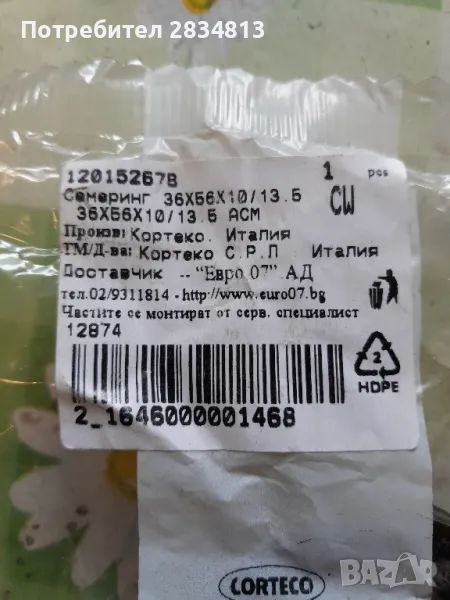 Потребител 2834813
12015267B
1 pcs
Семеринг 36X56X10/13.5
CW
36X56X10/13.5 ACM
Произв: Кортеко. Италия
ТМ/Д-ва: Кортеко С.Р.Л Италия
Доставчик -- "Евро 07" АД
тел.02/9311814 - http://www.euro07.bg
Частите се монтират от серв. специалист
12874
2
HDPE
2_1646000001468
CORTECO
BAZAR